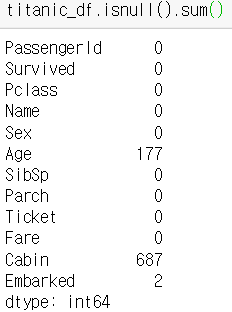 titanic_df.isnull().sum()
PassengerId 0
Survived 0
Pclass 0
Name 0
Sex 0
Age 177
SibSp 0
Parch 0
Ticket 0
Fare 0
Cabin 687
Embarked 2
dtype: int64